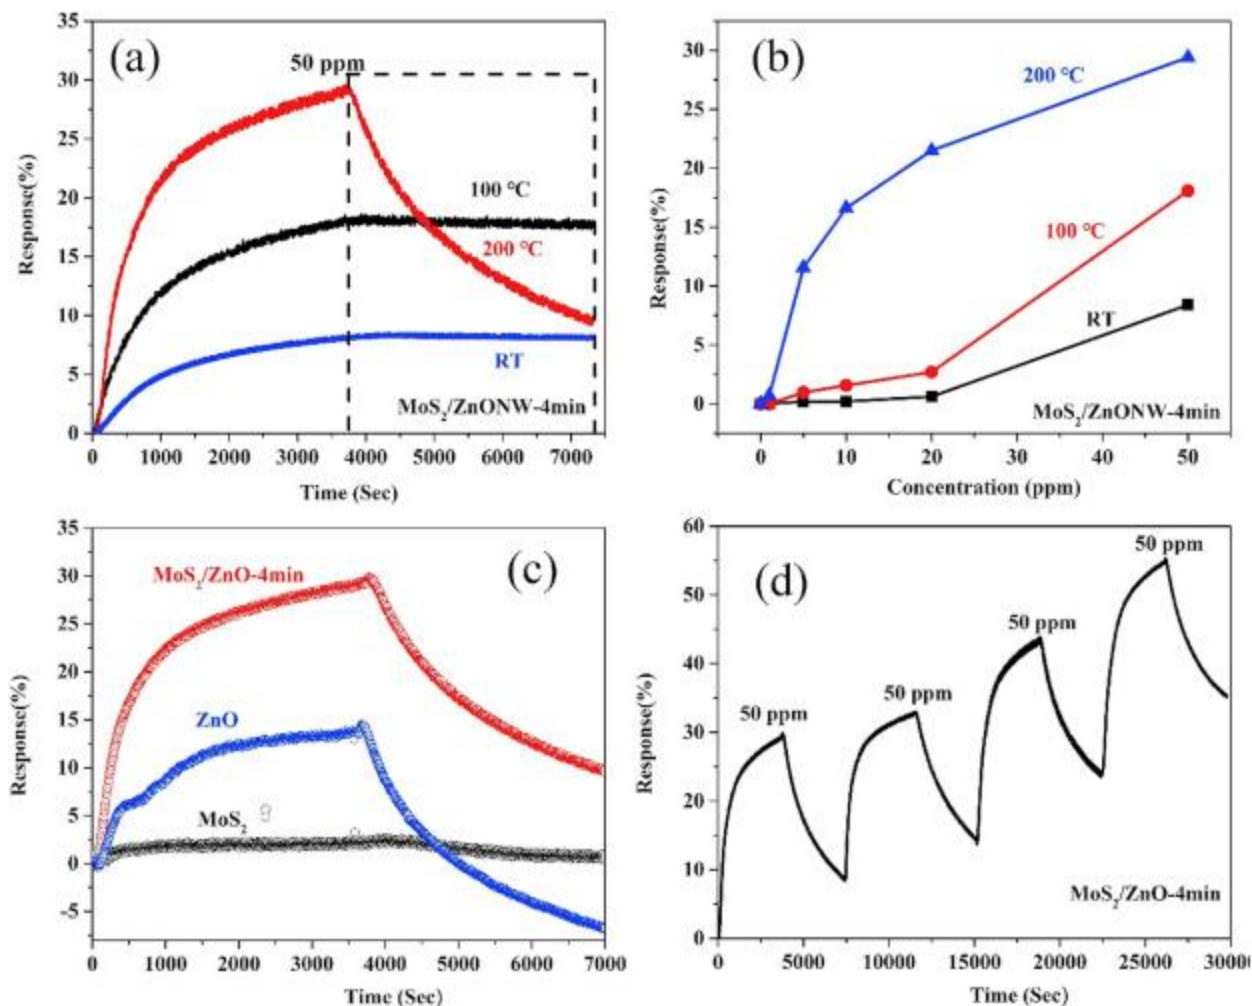 (a)
50 ppm
35
30
25
20
15
10
5
0
Response(%)
100 °C
200 °C
RT
MoS2/ZnONW-4min
0 1000 2000 3000 4000 5000 6000 7000
Time (Sec)
(b)
30
25
20
15
10
5
0
Response(%)
200 °C
100 °C
RT
MoS2/ZnONW-4min
0 10 20 30 40 50
Concentration (ppm)
(c)
35
30
25
20
15
10
5
0
-5
Response(%)
MoS2/ZnO-4min
ZnO
MoS2
0 1000 2000 3000 4000 5000 6000 7000
Time (Sec)
(d)
60
50
40
30
20
10
0
Response(%)
50 ppm
50 ppm
50 ppm
50 ppm
MoS2/ZnO-4min
0 5000 10000 15000 20000 25000 30000
Time (Sec)